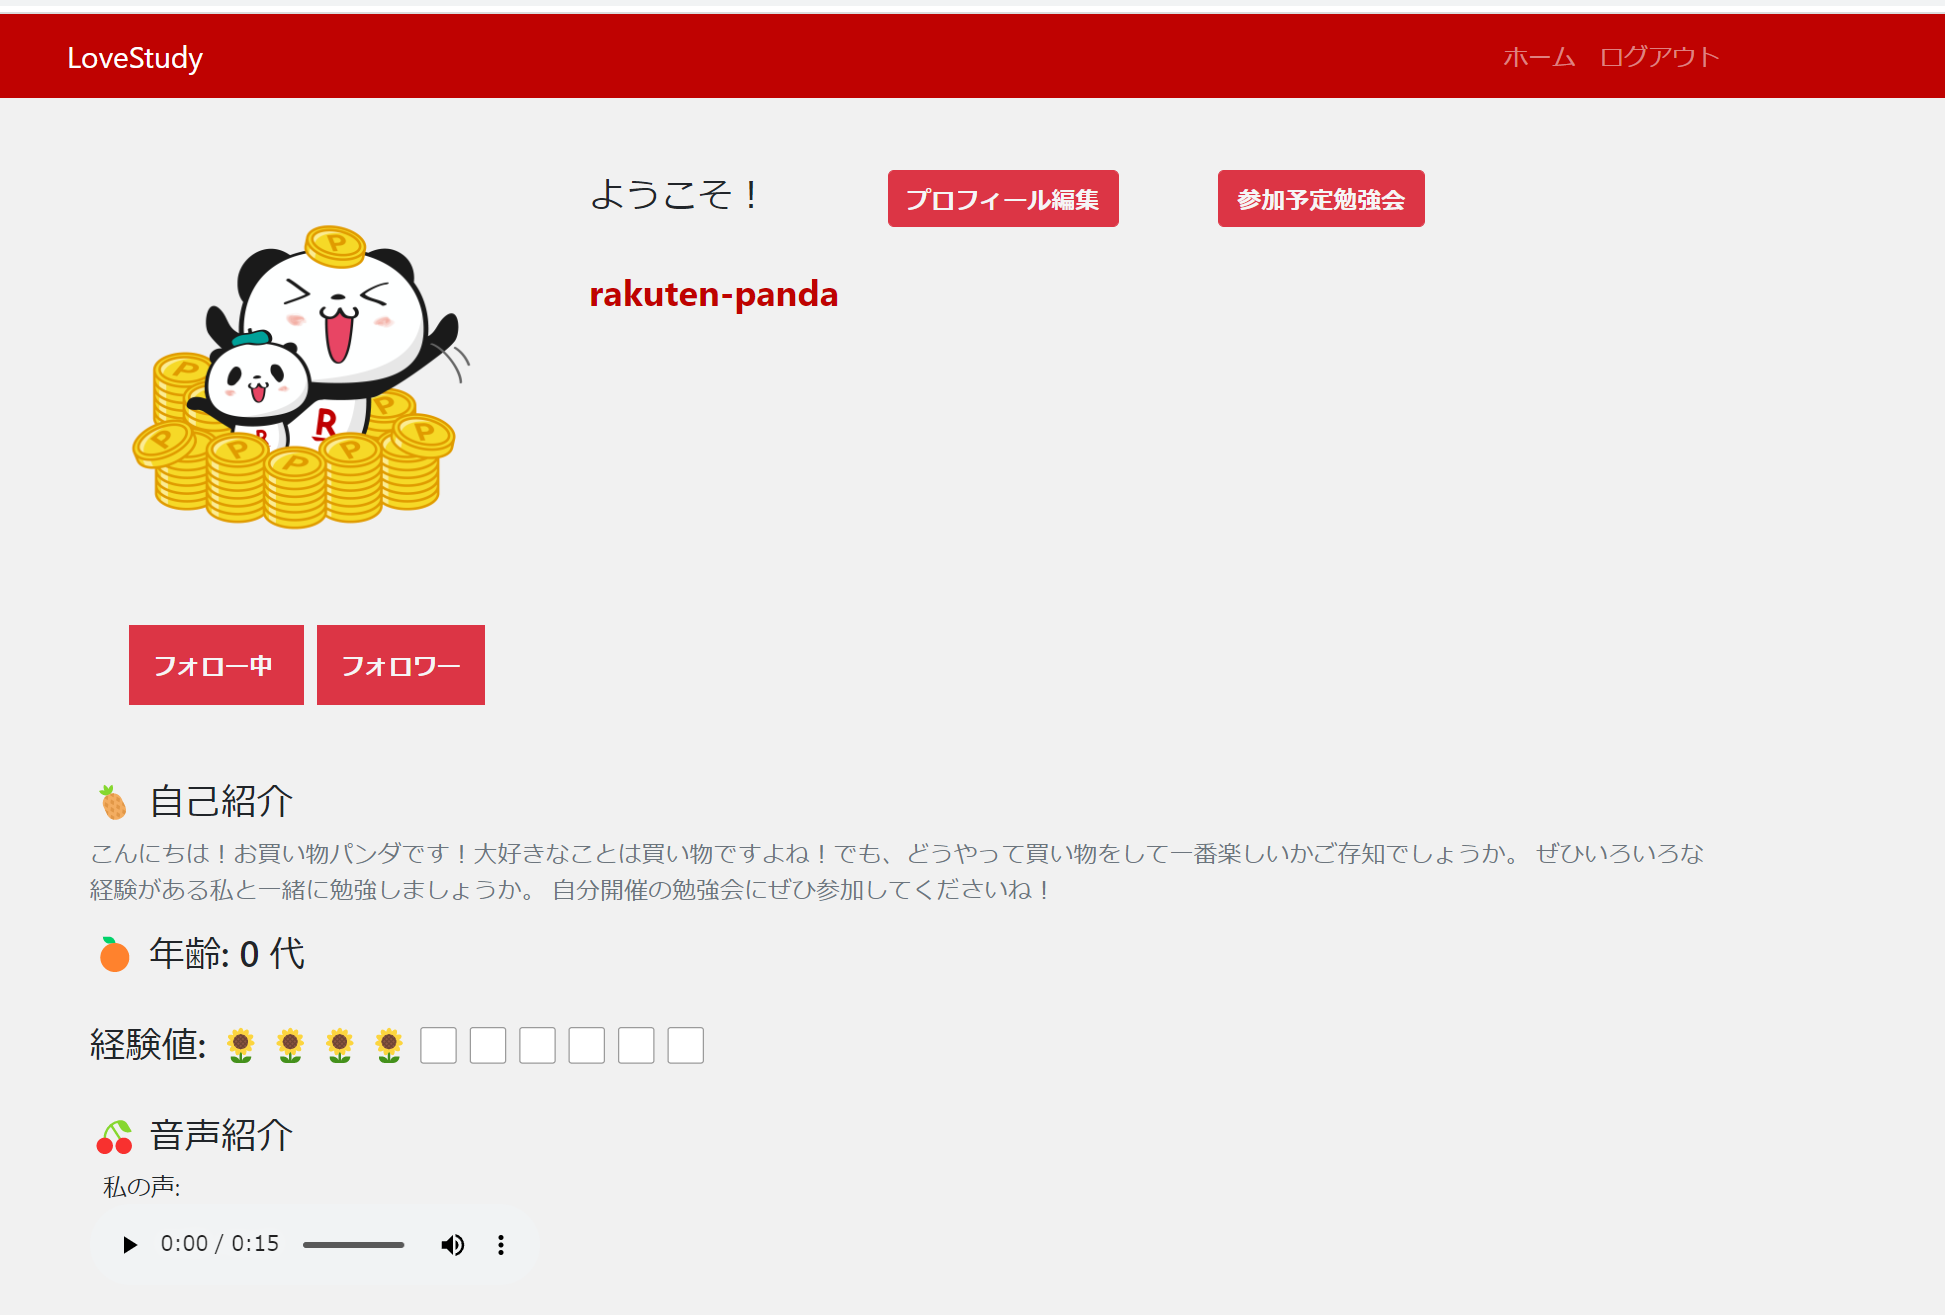 LoveStudy
ホーム ログアウト
ようこそ！
プロフィール編集
参加予定勉強会
rakuten-panda
P
P
P
P
P
P
P
P
R
R
フォロー中
フォロワー
自己紹介
こんにちは！お買い物パンダです！大好きなことは買い物ですよね！でも、どうやって買い物をして一番楽しいかご存知でしょうか。 ぜひいろいろな
経験がある私と一緒に勉強しましょうか。 自分開催の勉強会にぜひ参加してくださいね！
年齢: 0 代
経験値:
音声紹介
私の声:
0:00 / 0:15